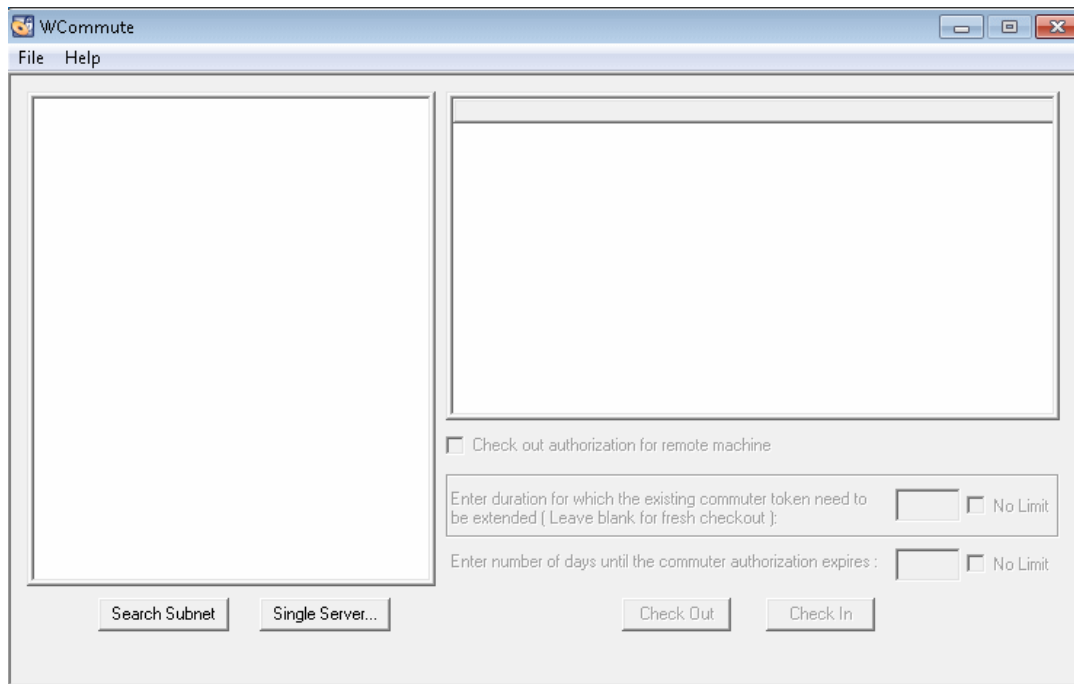 WCommute
File Help
Check out authorization for remote machine
Enter duration for which the existing commuter token need to
be extended ( Leave blank for fresh checkout ):
No Limit
Enter number of days until the commuter authorization expires :
No Limit
Search Subnet
Single Server...
Check Out
Check In